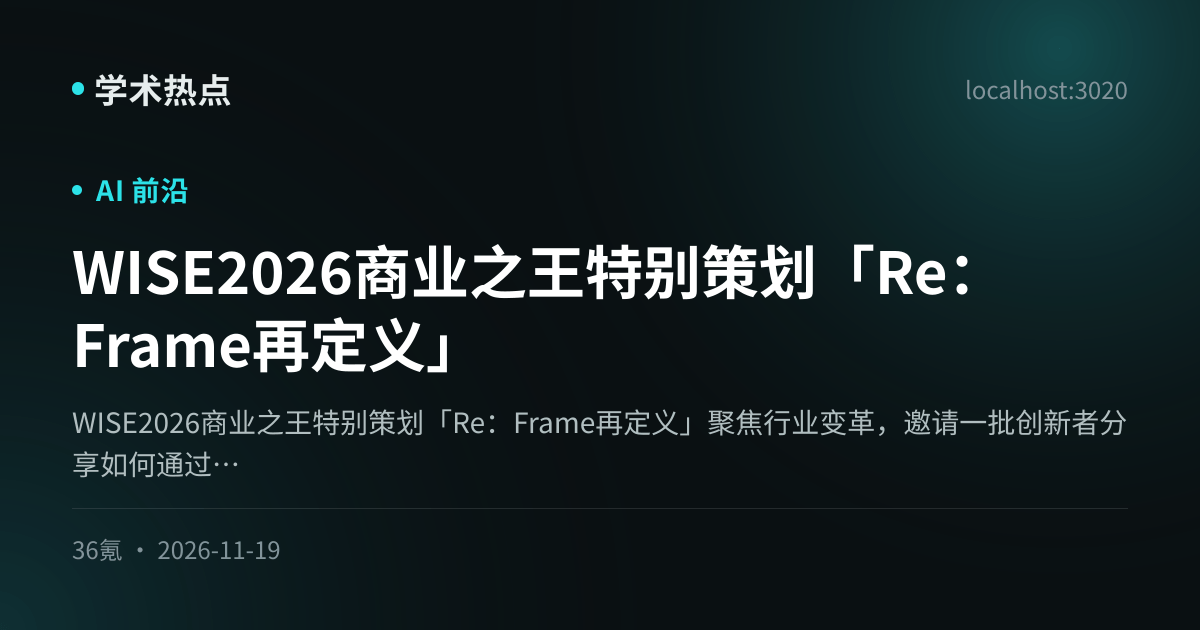 学术热点
localhost:3020
AI 前沿
WISE2026商业之王特别策划「Re：
Frame再定义」
WISE2026商业之王特别策划「Re：Frame再定义」聚焦行业变革，邀请一批创新者分
享如何通过…
36氪 · 2026-11-19